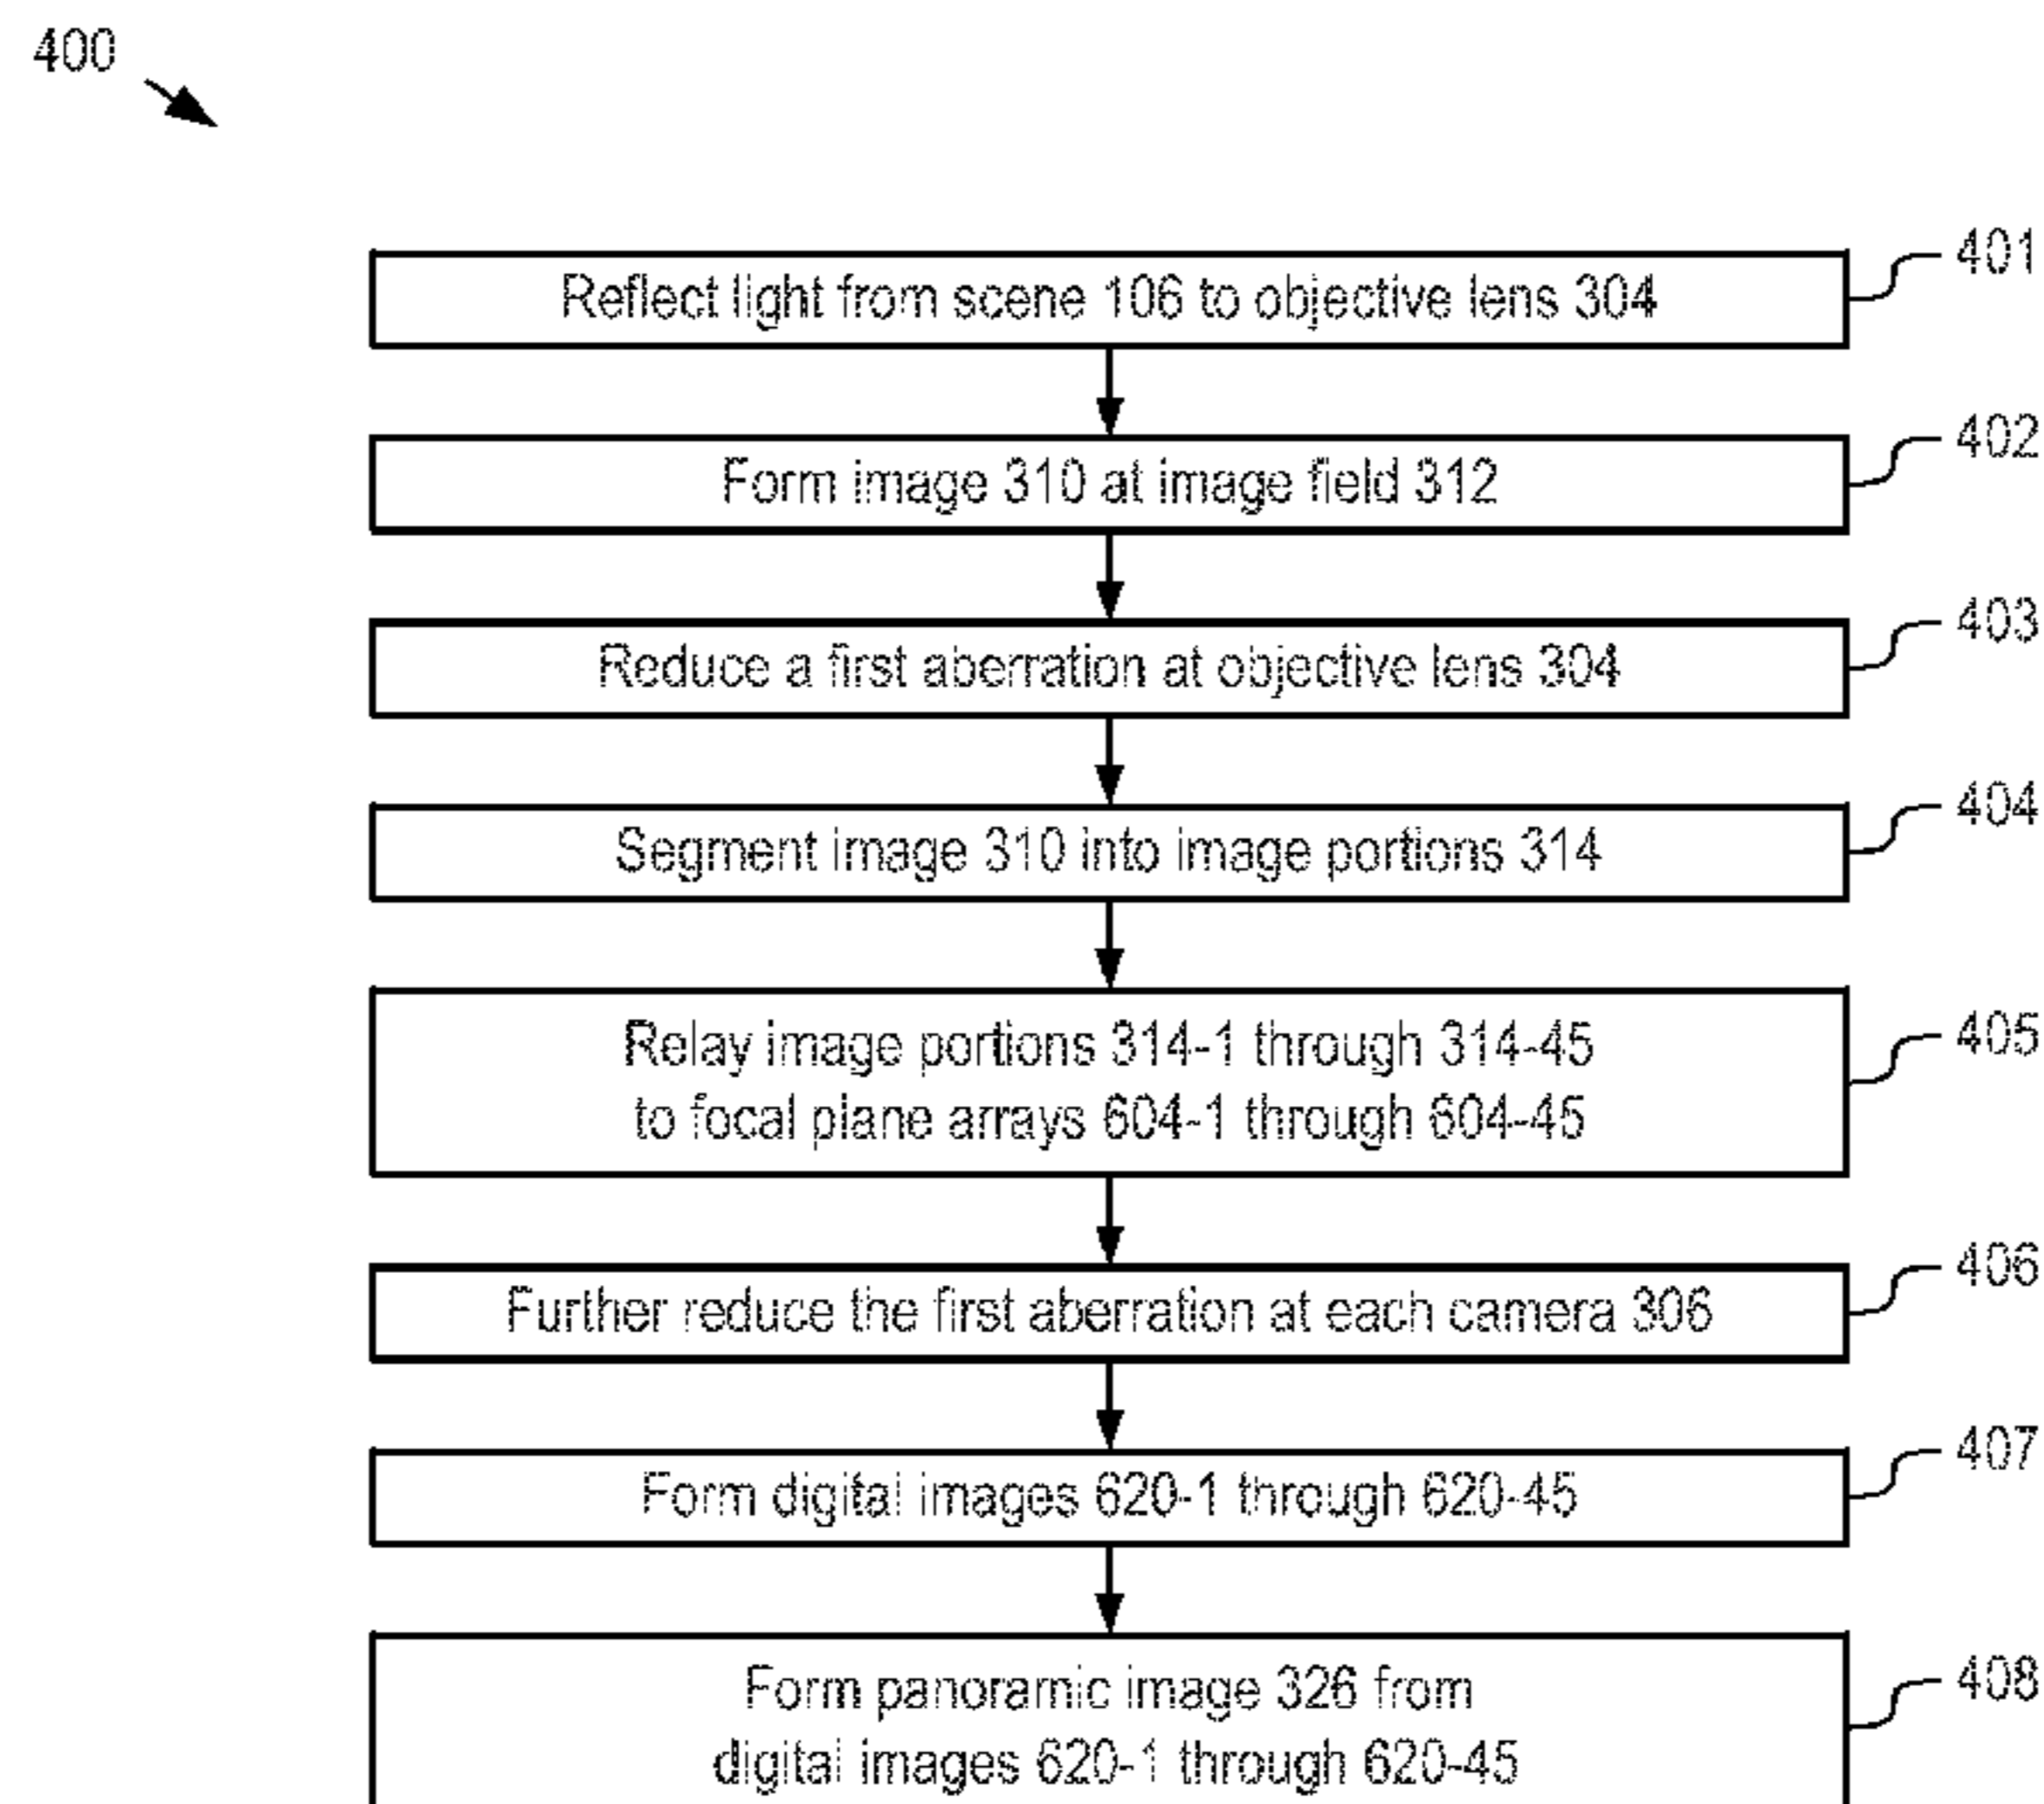 400
Reflect light from scene 106 to objective lens 304
401
Form image 310 at image field 312
402
Reduce a first aberration at objective lens 304
403
Segment image 310 into image portions 314
404
Relay image portions 314-1 through 314-45
to focal plane arrays 604-1 through 604-45
405
Further reduce the first aberration at each camera 306
406
Form digital images 620-1 through 620-45
407
Form panoramic image 326 from
digital images 620-1 through 620-45
408